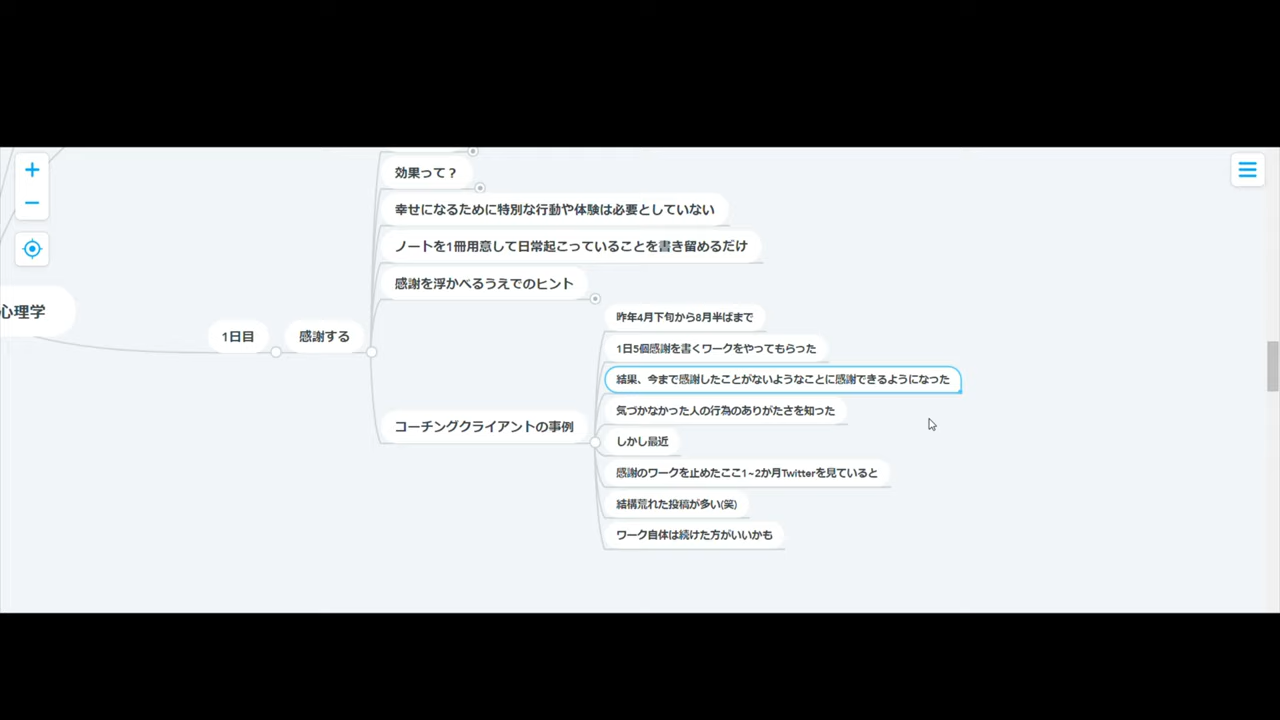 効果って？
幸せになるために特別な行動や体験は必要としていない
ノートを1冊用意して日常起こっていることを書き留めるだけ
感謝を浮かべるうえでのヒント
心理学
1日目
感謝する
コーチングクライアントの事例
昨年4月下旬から8月半ばまで
1日5個感謝を書くワークをやってもらった
結果、今まで感謝したことがないようなことに感謝できるようになった
気づかなかった人の行為のありがたさを知った
しかし最近
感謝のワークを止めたここ1~2か月Twitterを見ていると
結構荒れた投稿が多い(笑)
ワーク自体は続けた方がいいかも